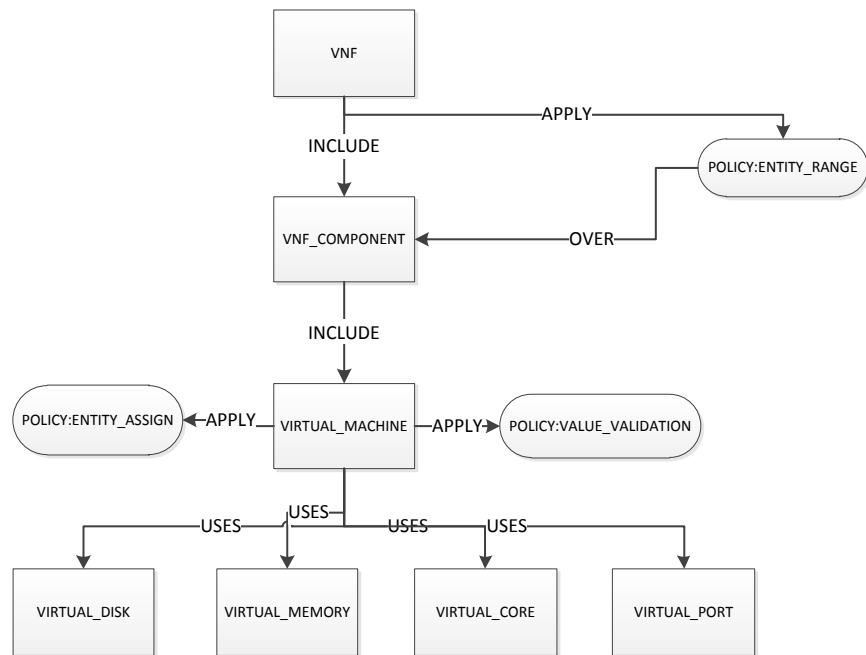 VNF
APPLY
INCLUDE
POLICY:ENTITY_RANGE
VNF_COMPONENT
OVER
INCLUDE
POLICY:ENTITY_ASSIGN
APPLY
VIRTUAL_MACHINE
APPLY
POLICY:VALUE_VALIDATION
USES
USES
USES
USES
VIRTUAL_DISK
VIRTUAL_MEMORY
VIRTUAL_CORE
VIRTUAL_PORT